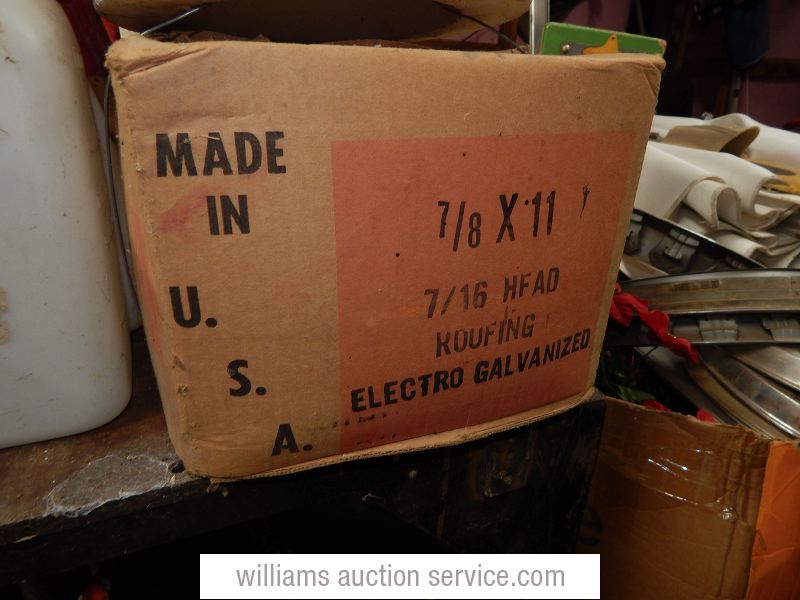 MADE
IN
U.
S.
A.
7/8 X 11
7/16 HEAD
ROOFING
ELECTRO GALVANIZED
williams auction service.com